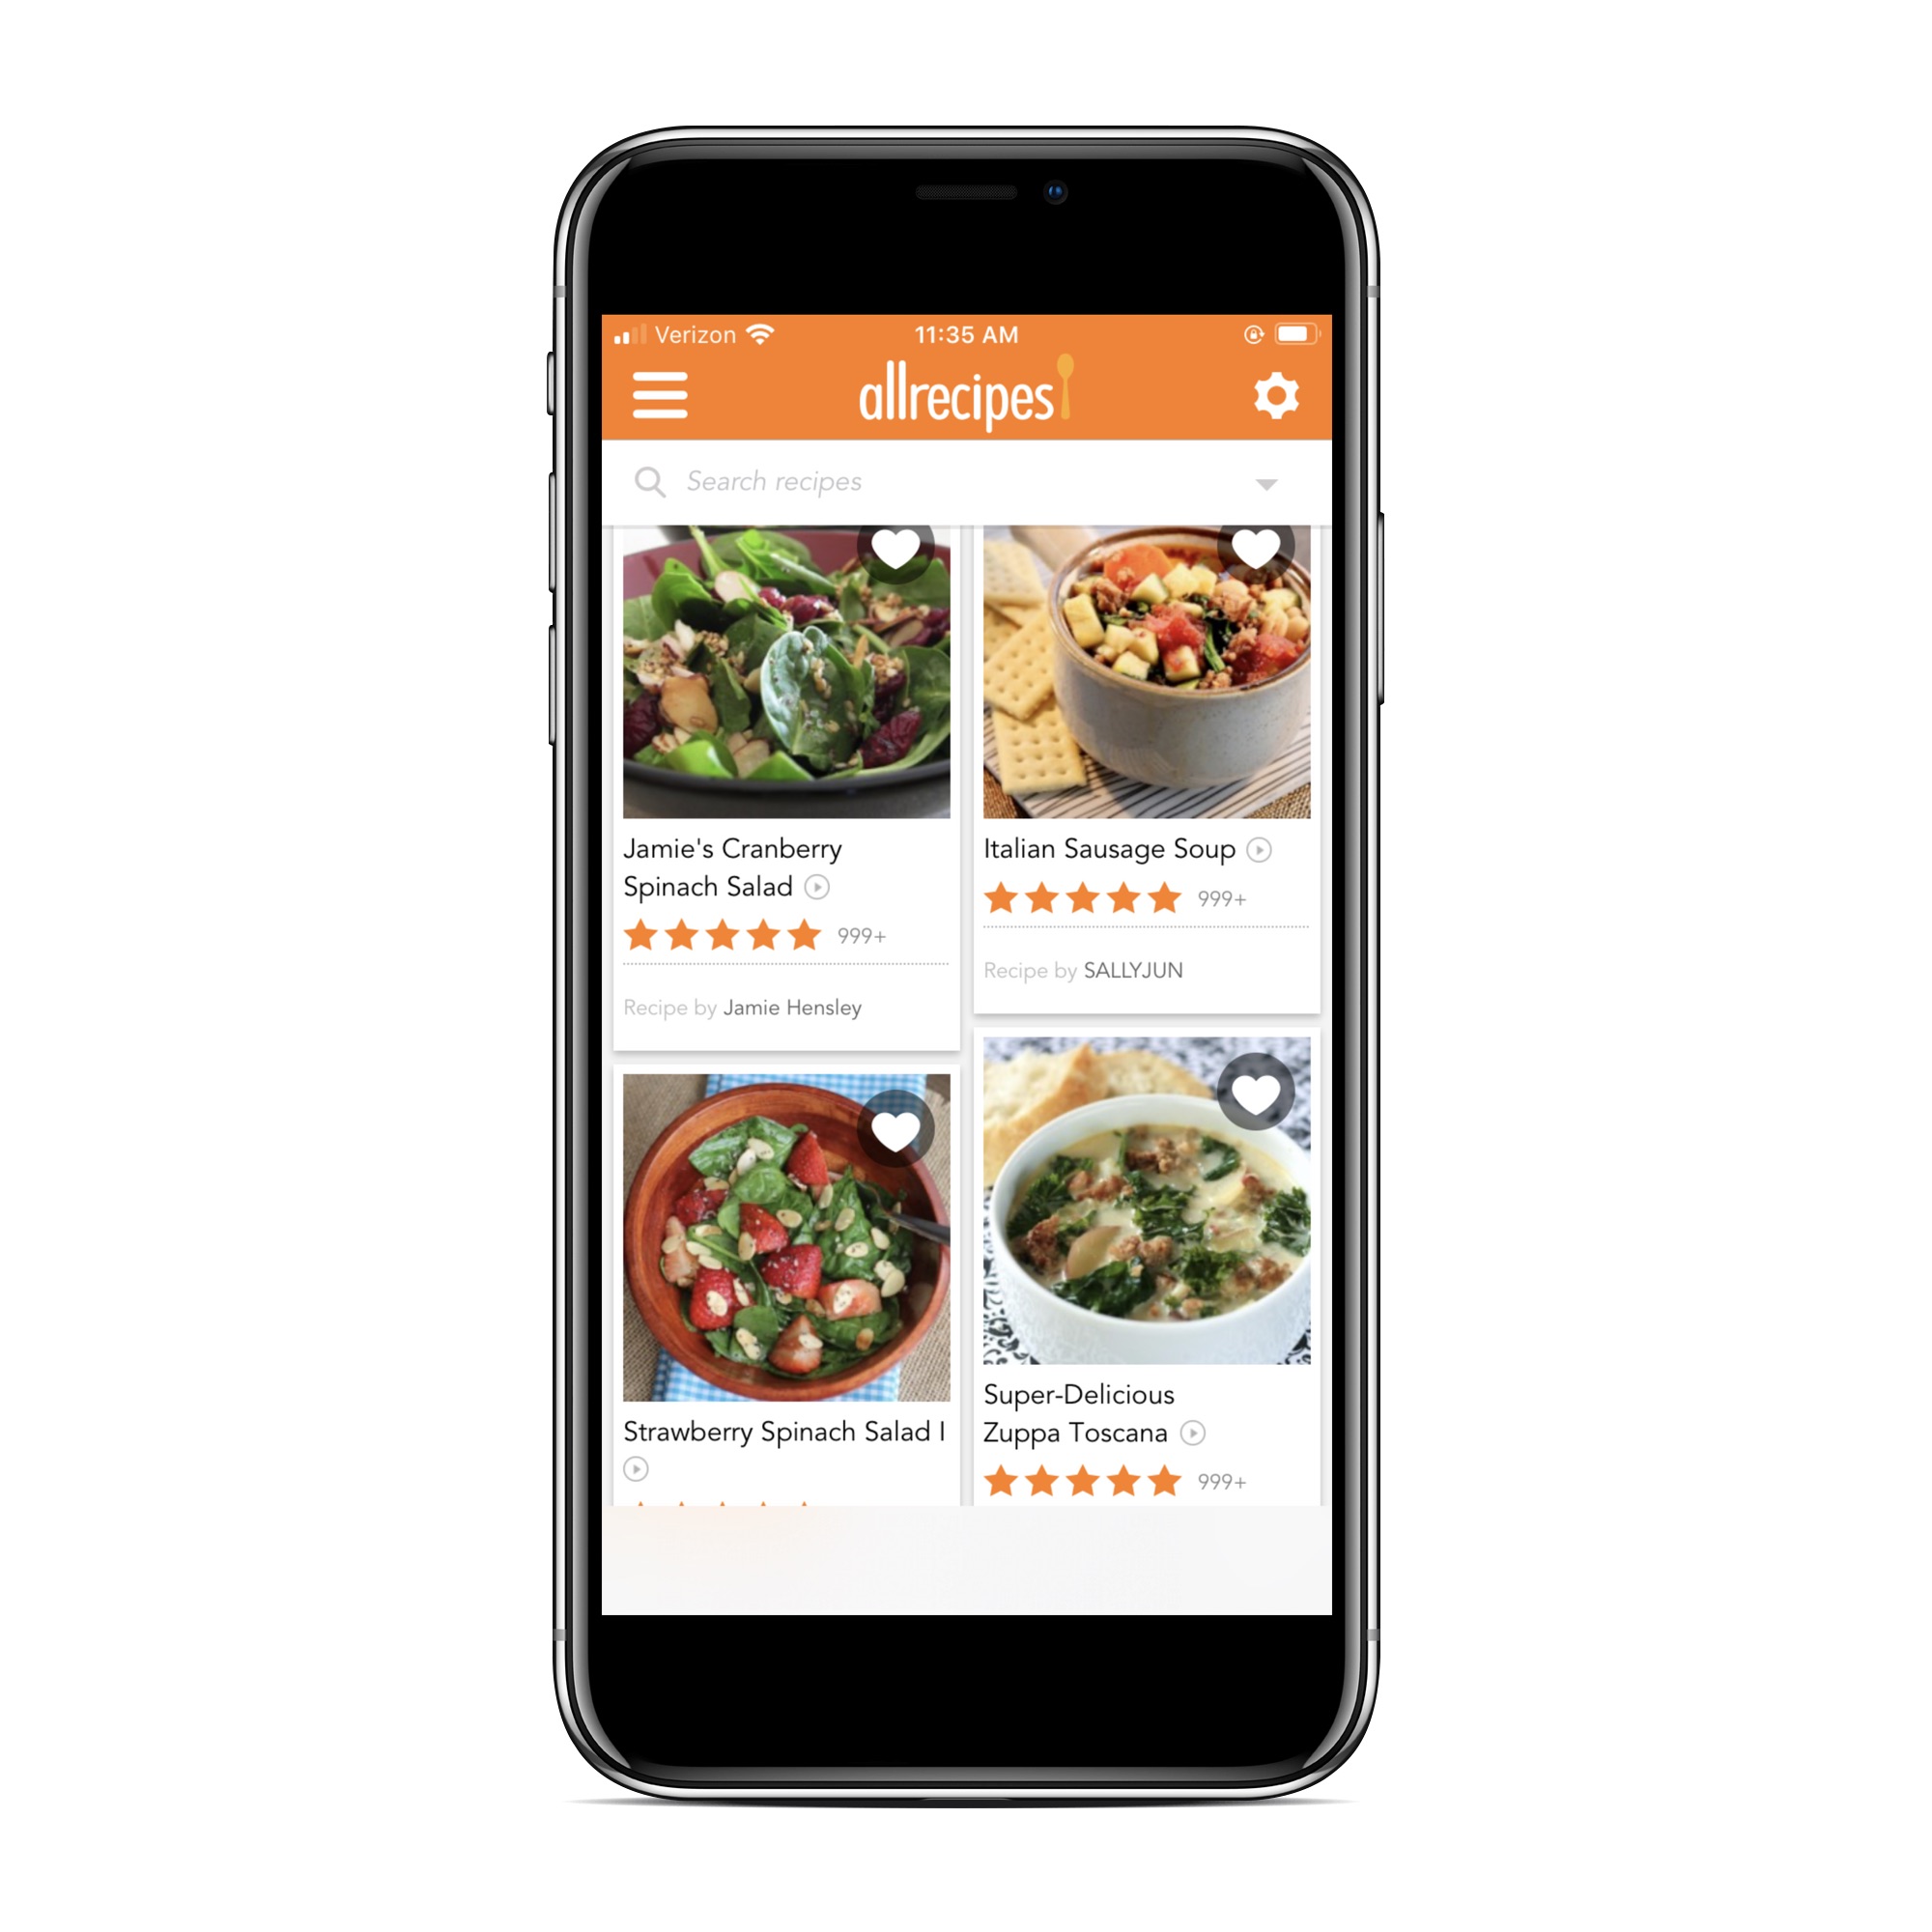 Verizon
11:35 AM
allrecipes
Search recipes
Jamie's Cranberry
Spinach Salad
999+
Recipe by Jamie Hensley
Italian Sausage Soup
999+
Recipe by SALLYJUN
Strawberry Spinach Salad I
Super-Delicious
Zuppa Toscana
999+